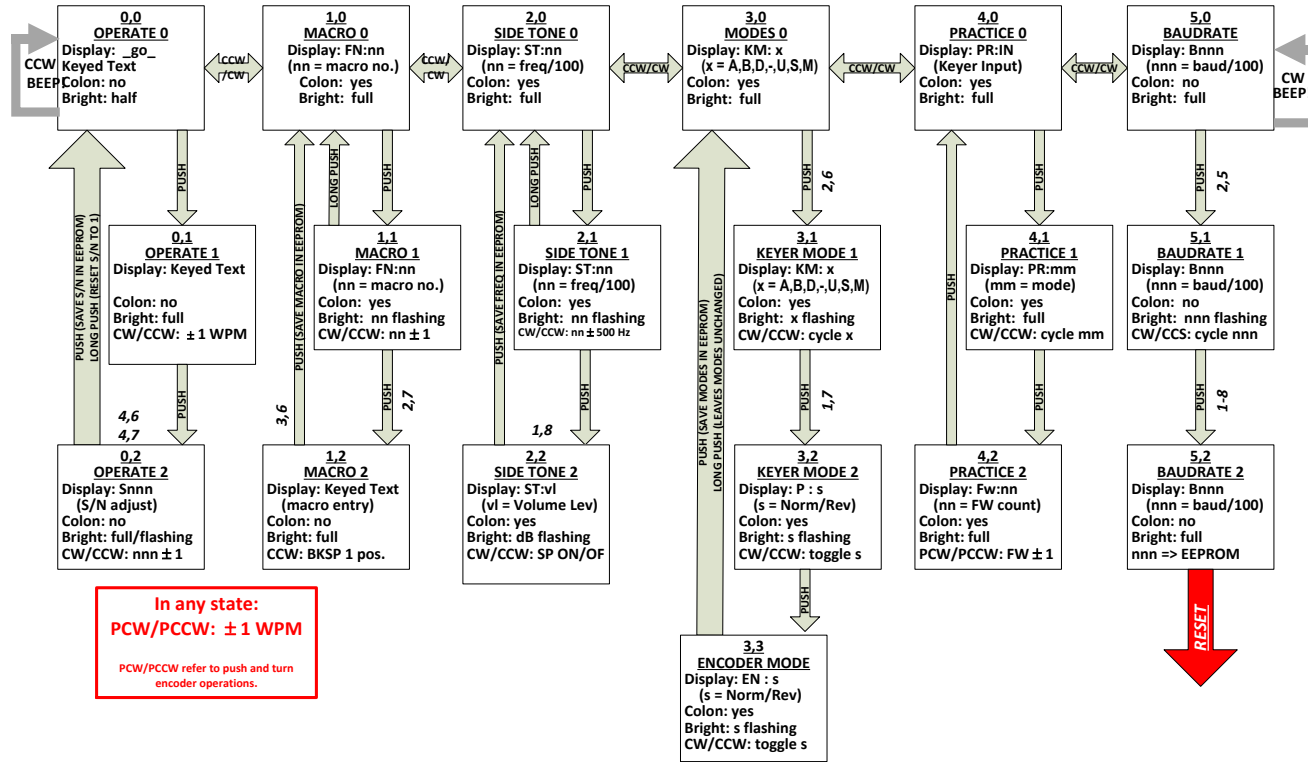 0,0
OPERATE 0
Display: _go_
Keyed Text
Colon: no
Bright: half
CCW
BEEP
CCW
/CW
1,0
MACRO 0
Display: FN:nn
(nn = macro no.)
Colon: yes
Bright: full
CCW/
CW
2,0
SIDE TONE 0
Display: ST:nn
(nn = freq/100)
Colon: yes
Bright: full
CCW/CW
3,0
MODES 0
Display: KM: x
(x = A,B,D,-,U,S,M)
Colon: yes
Bright: full
CCW/CW
4,0
PRACTICE 0
Display: PR:IN
(Keyer Input)
Colon: yes
Bright: full
CCW/CW
5,0
BAUDRATE
Display: Bnnn
(nnn = baud/100)
Colon: no
Bright: full
CW
BEEP
PUSH (SAVE S/N IN EEPROM)
LONG PUSH (RESET S/N TO 1)
PUSH
PUSH (SAVE MACRO IN EEPROM)
LONG PUSH
PUSH
PUSH (SAVE FREQ IN EEPROM)
LONG PUSH
PUSH
PUSH (SAVE MODES IN EEPROM)
LONG PUSH (LEAVES MODES UNCHANGED)
PUSH
2,6
PUSH
PUSH
PUSH
2,5
0,1
OPERATE 1
Display: Keyed Text
Colon: no
Bright: full
CW/CCW: ±1 WPM
1,1
MACRO 1
Display: FN:nn
(nn = macro no.)
Colon: yes
Bright: nn flashing
CW/CCW: nn ± 1
2,1
SIDE TONE 1
Display: ST:nn
(nn = freq/100)
Colon: yes
Bright: nn flashing
CW/CCW: nn ± 500 Hz
3,1
KEYER MODE 1
Display: KM: x
(x = A,B,D,-,U,S,M)
Colon: yes
Bright: x flashing
CW/CCW: cycle x
4,1
PRACTICE 1
Display: PR:mm
(mm = mode)
Colon: yes
Bright: full
CW/CCW: cycle mm
5,1
BAUDRATE 1
Display: Bnnn
(nnn = baud/100)
Colon: no
Bright: nnn flashing
CW/CCS: cycle nnn
4,6
4,7
PUSH
3,6
PUSH
2,7
1,8
PUSH
PUSH
1,7
PUSH
PUSH
1-8
0,2
OPERATE 2
Display: Snnn
(S/N adjust)
Colon: no
Bright: full/flashing
CW/CCW: nnn ± 1
1,2
MACRO 2
Display: Keyed Text
(macro entry)
Colon: no
Bright: full
CCW: BKSP 1 pos.
2,2
SIDE TONE 2
Display: ST:vl
(vl = Volume Lev)
Colon: yes
Bright: dB flashing
CW/CCW: SP ON/OF
3,2
KEYER MODE 2
Display: P : s
(s = Norm/Rev)
Colon: yes
Bright: s flashing
CW/CCW: toggle s
4,2
PRACTICE 2
Display: Fw:nn
(nn = FW count)
Colon: yes
Bright: full
PCW/PCCW: FW ± 1
5,2
BAUDRATE 2
Display: Bnnn
(nnn = baud/100)
Colon: no
Bright: full
nnn => EEPROM
PUSH
RESET
In any state:
PCW/PCCW: ±1 WPM
PCW/PCCW refer to push and turn
encoder operations.
3,3
ENCODER MODE
Display: EN : s
(s = Norm/Rev)
Colon: yes
Bright: s flashing
CW/CCW: toggle s